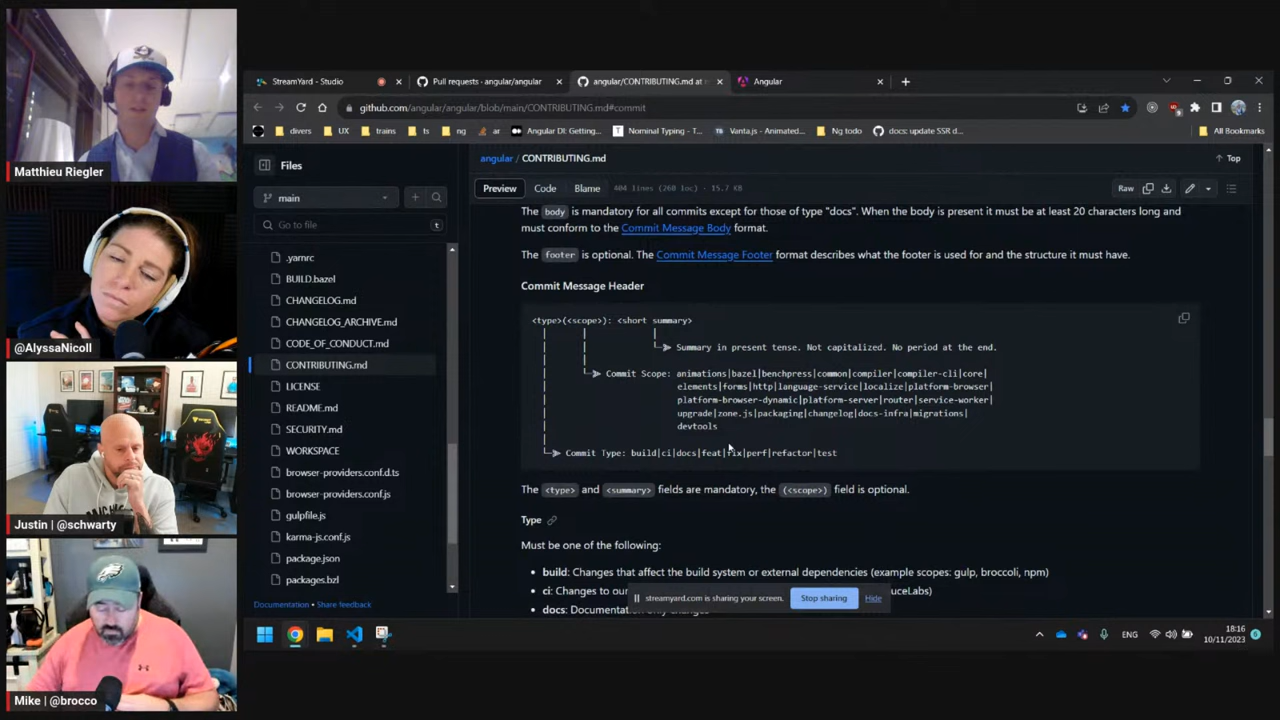 Matthieu Riegler
@AlyssaNicoll
Justin | @schwarty
Mike | @brocco
StreamYard - Studio
Pull requests · angular/angular
angular/CONTRIBUTING.md at
Angular
github.com/angular/angular/blob/main/CONTRIBUTING.md#commit
divers
UX
trains
ts
ng
ar
Angular DI: Getting...
Nominal Typing - T...
Vanta.js - Animated...
Ng todo
docs: update SSR d...
All Bookmarks
Files
main
Go to file
t
.yarnrc
BUILD.bazel
CHANGELOG.md
CHANGELOG_ARCHIVE.md
CODE_OF_CONDUCT.md
CONTRIBUTING.md
LICENSE
README.md
SECURITY.md
WORKSPACE
browser-providers.conf.d.ts
browser-providers.conf.js
gulpfile.js
karma-js.conf.js
package.json
packages.bzl
Documentation · Share feedback
angular / CONTRIBUTING.md
Top
Preview
Code
Blame
404 lines (260 loc) · 15.7 KB
Raw
The body is mandatory for all commits except for those of type "docs". When the body is present it must be at least 20 characters long and
must conform to the Commit Message Body format.
The footer is optional. The Commit Message Footer format describes what the footer is used for and the structure it must have.
Commit Message Header
<type>(<scope>): <short summary>
Summary in present tense. Not capitalized. No period at the end.
Commit Scope: animations|bazel|benchpress|common|compiler|compiler-cli|core|
elements|forms|http|language-service|localize|platform-browser|
platform-browser-dynamic|platform-server|router|service-worker|
upgrade|zone.js|packaging|changelog|docs-infra|migrations|
devtools
Commit Type: build|ci|docs|feat|fix|perf|refactor|test
The <type> and <summary> fields are mandatory, the (<scope>) field is optional.
Type
Must be one of the following:
build: Changes that affect the build system or external dependencies (example scopes: gulp, broccoli, npm)
ci: Changes to our
uceLabs)
docs: Documentation only changes
streamyard.com is sharing your screen.
Stop sharing
Hide
ENG
18:16
10/11/2023
6